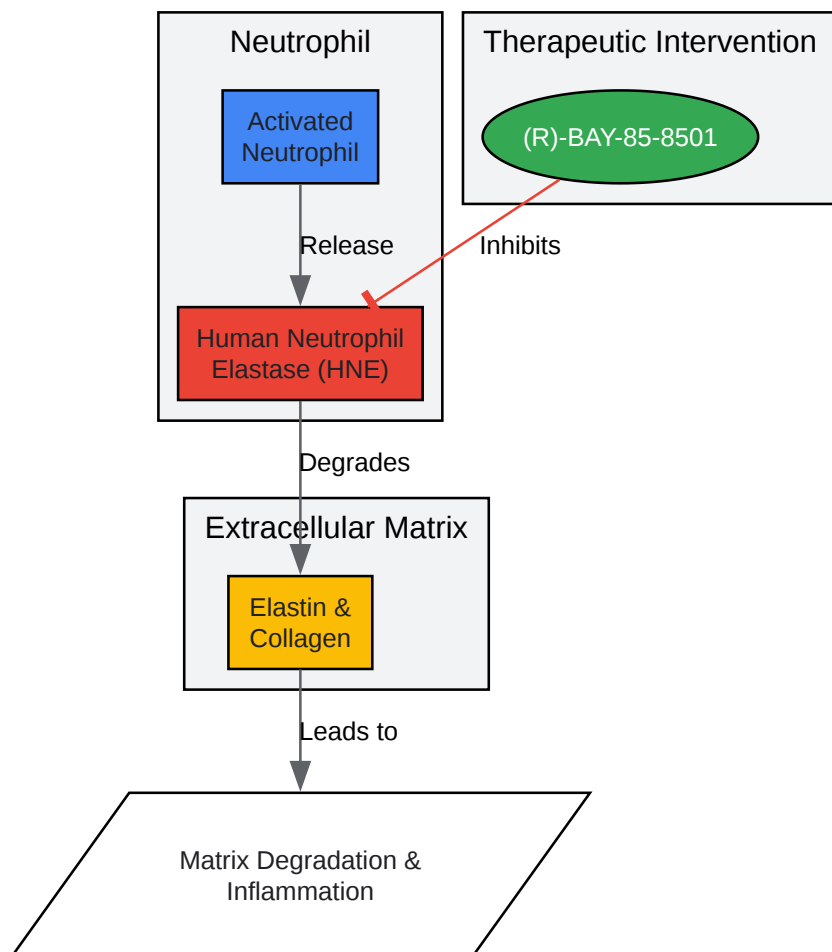 Neutrophil
Therapeutic Intervention
Activated
Neutrophil
(R)-BAY-85-8501
Release
Inhibits
Human Neutrophil
Elastase (HNE)
Degrades
Extracellular Matrix
Elastin &
Collagen
Leads to
Matrix Degradation &
Inflammation